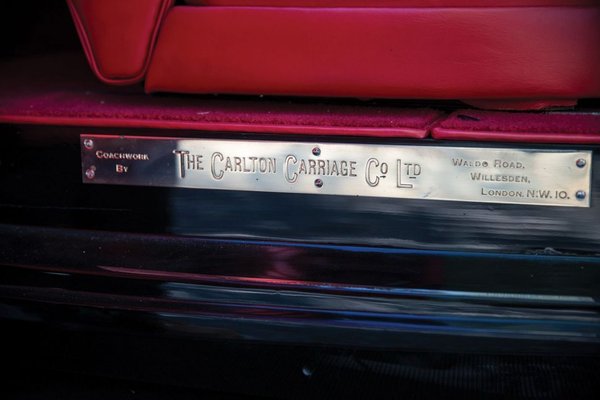 Coachwork
By
The Carlton Carriage Co Ltd
Waldo Road,
Willesden,
London, N.W.10.